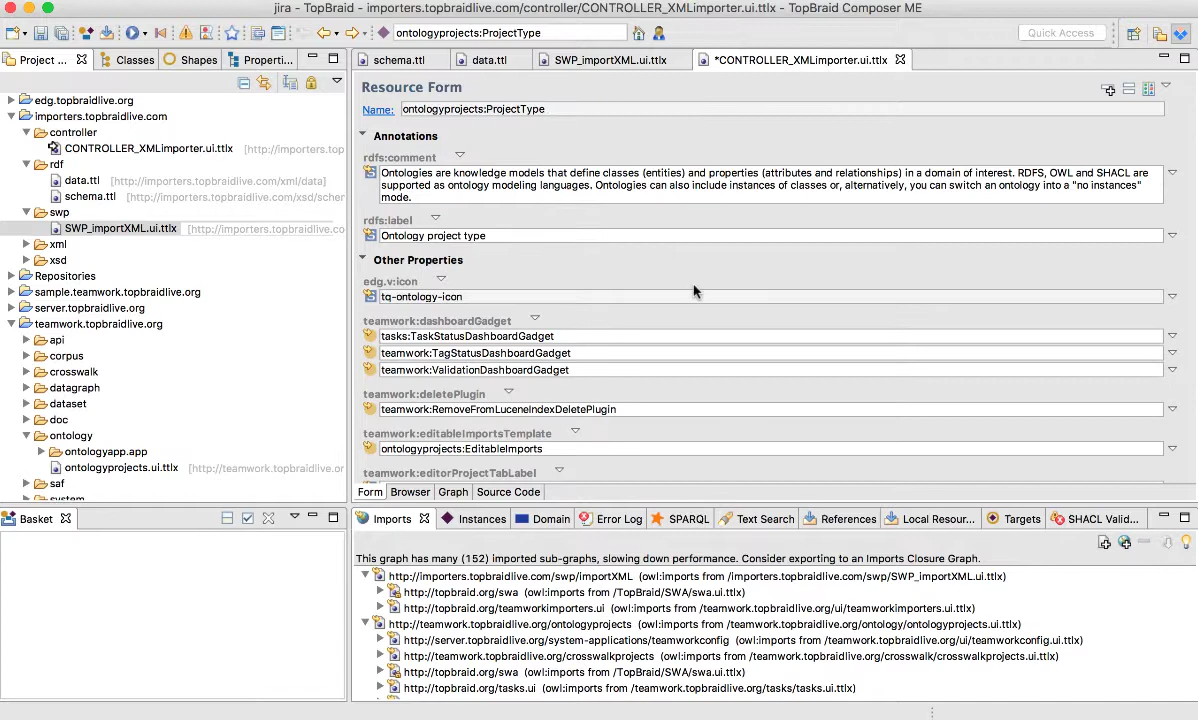 jira - TopBraid - importers.topbraidlive.com/controller/CONTROLLER_XMLimporter.ui.ttlx - TopBraid Composer ME
ontologyprojects:ProjectType
Quick Access
Project ...
Classes
Shapes
Properti...
schema.ttl
data.ttl
SWP_importXML.ui.ttlx
*CONTROLLER_XMLimporter.ui.ttlx
edg.topbraidlive.org
importers.topbraidlive.com
controller
CONTROLLER_XMLimporter.ui.ttlx [http://importers.top
rdf
data.ttl [http://importers.topbraidlive.com/xml/data]
schema.ttl [http://importers.topbraidlive.com/xsd/scher
swp
SWP_importXML.ui.ttlx [http://importers.topbraidlive.co
xml
xsd
Repositories
sample.teamwork.topbraidlive.org
server.topbraidlive.org
teamwork.topbraidlive.org
api
corpus
crosswalk
datagraph
dataset
doc
ontology
ontologyapp.app
ontologyprojects.ui.ttlx [http://teamwork.topbraidlive.or
saf
system
Resource Form
Name: ontologyprojects:ProjectType
Annotations
rdfs:comment
Ontologies are knowledge models that define classes (entities) and properties (attributes and relationships) in a domain of interest. RDFS, OWL and SHACL are
supported as ontology modeling languages. Ontologies can also include instances of classes or, alternatively, you can switch an ontology into a "no instances"
mode.
rdfs:label
Ontology project type
Other Properties
edg.v:icon
tq-ontology-icon
teamwork:dashboardGadget
tasks:TaskStatusDashboardGadget
teamwork:TagStatusDashboardGadget
teamwork:ValidationDashboardGadget
teamwork:deletePlugin
teamwork:RemoveFromLuceneIndexDeletePlugin
teamwork:editableImportsTemplate
ontologyprojects:EditableImports
teamwork:editorProjectTabLabel
Form
Browser
Graph
Source Code
Basket
Imports
Instances
Domain
Error Log
SPARQL
Text Search
References
Local Resour...
Targets
SHACL Valid...
This graph has many (152) imported sub-graphs, slowing down performance. Consider exporting to an Imports Closure Graph.
http://importers.topbraidlive.com/swp/importXML (owl:imports from /importers.topbraidlive.com/swp/SWP_importXML.ui.ttlx)
http://topbraid.org/swa (owl:imports from /TopBraid/SWA/swa.ui.ttlx)
http://topbraid.org/teamworkimporters.ui (owl:imports from /teamwork.topbraidlive.org/ui/teamworkimporters.ui.ttlx)
http://teamwork.topbraidlive.org/ontologyprojects (owl:imports from /teamwork.topbraidlive.org/ontology/ontologyprojects.ui.ttlx)
http://server.topbraidlive.org/system-applications/teamworkconfig (owl:imports from /teamwork.topbraidlive.org/ui/teamworkconfig.ui.ttlx)
http://teamwork.topbraidlive.org/crosswalkprojects (owl:imports from /teamwork.topbraidlive.org/crosswalk/crosswalkprojects.ui.ttlx)
http://topbraid.org/swa (owl:imports from /TopBraid/SWA/swa.ui.ttlx)
http://topbraid.org/tasks.ui (owl:imports from /teamwork.topbraidlive.org/tasks/tasks.ui.ttlx)